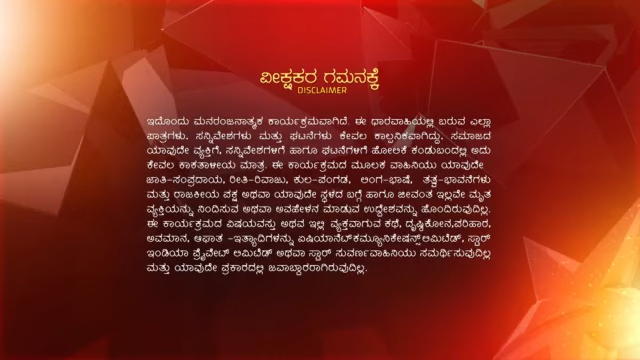 ವೀಕ್ಷಕರ ಗಮನಕ್ಕೆ
DISCLAIMER
ಇದೊಂದು ಮನರಂಜನಾತ್ಮಕ ಕಾರ್ಯಕ್ರಮವಾಗಿದೆ. ಈ ಧಾರವಾಹಿಯಲ್ಲಿ ಬರುವ ಎಲ್ಲಾ
ಪಾತ್ರಗಳು, ಸನ್ನಿವೇಶಗಳು ಮತ್ತು ಘಟನೆಗಳು ಕೇವಲ ಕಾಲ್ಪನಿಕವಾಗಿದ್ದು, ಸಮಾಜದ
ಯಾವುದೇ ವ್ಯಕ್ತಿಗೆ, ಸನ್ನಿವೇಶಗಳಿಗೆ ಹಾಗೂ ಘಟನೆಗಳಿಗೆ ಹೋಲಿಕೆ ಕಂಡುಬಂದಲ್ಲಿ ಅದು
ಕೇವಲ ಕಾಕತಾಳೀಯ ಮಾತ್ರ. ಈ ಕಾರ್ಯಕ್ರಮದ ಮೂಲಕ ವಾಹಿನಿಯು ಯಾವುದೇ
ಜಾತಿ-ಸಂಪ್ರದಾಯ, ರೀತಿ-ರಿವಾಜು, ಕುಲ-ಪಂಗಡ, ಲಿಂಗ-ಭಾಷೆ, ತತ್ವ-ಭಾವನೆಗಳು
ಮತ್ತು ರಾಜಕೀಯ ಪಕ್ಷ ಅಥವಾ ಯಾವುದೇ ಸ್ಥಳದ ಬಗ್ಗೆ ಹಾಗೂ ಜೀವಂತ ಇಲ್ಲವೇ ಮೃತ
ವ್ಯಕ್ತಿಯನ್ನು ನಿಂದಿಸುವ ಅಥವಾ ಅವಹೇಳನ ಮಾಡುವ ಉದ್ದೇಶವನ್ನು ಹೊಂದಿರುವುದಿಲ್ಲ.
ಈ ಕಾರ್ಯಕ್ರಮದ ವಿಷಯವಸ್ತು ಅಥವ ಇಲ್ಲಿ ವ್ಯಕ್ತವಾಗುವ ಕಥೆ, ದೃಷ್ಟಿಕೋನ,ಪರಿಹಾರ,
ಅವಮಾನ, ಆಘಾತ -ಇತ್ಯಾದಿಗಳನ್ನು ಏಷಿಯಾನೆಟ್ ಕಮ್ಯೂನಿಕೇಷನ್ಸ್ ಲಿಮಿಟೆಡ್, ಸ್ಟಾರ್
ಇಂಡಿಯಾ ಪ್ರೈವೇಟ್ ಲಿಮಿಟೆಡ್ ಅಥವಾ ಸ್ಟಾರ್ ಸುವರ್ಣವಾಹಿನಿಯು ಸಮರ್ಥಿಸುವುದಿಲ್ಲ
ಮತ್ತು ಯಾವುದೇ ಪ್ರಕಾರದಲ್ಲಿ ಜವಾಬ್ದಾರರಾಗಿರುವುದಿಲ್ಲ.